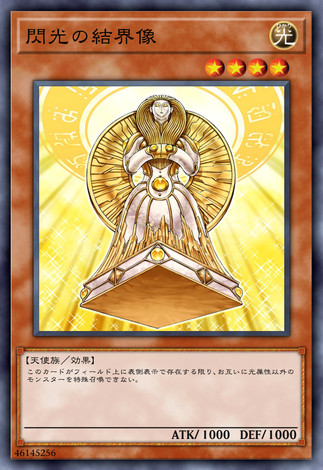 閃光の結界像
光
【天使族／効果】
このカードがフィールド上に表側表示で存在する限り、お互いに光属性以外の
モンスターを特殊召喚できない。
ATK/ 1000 DEF/ 1000
46145256